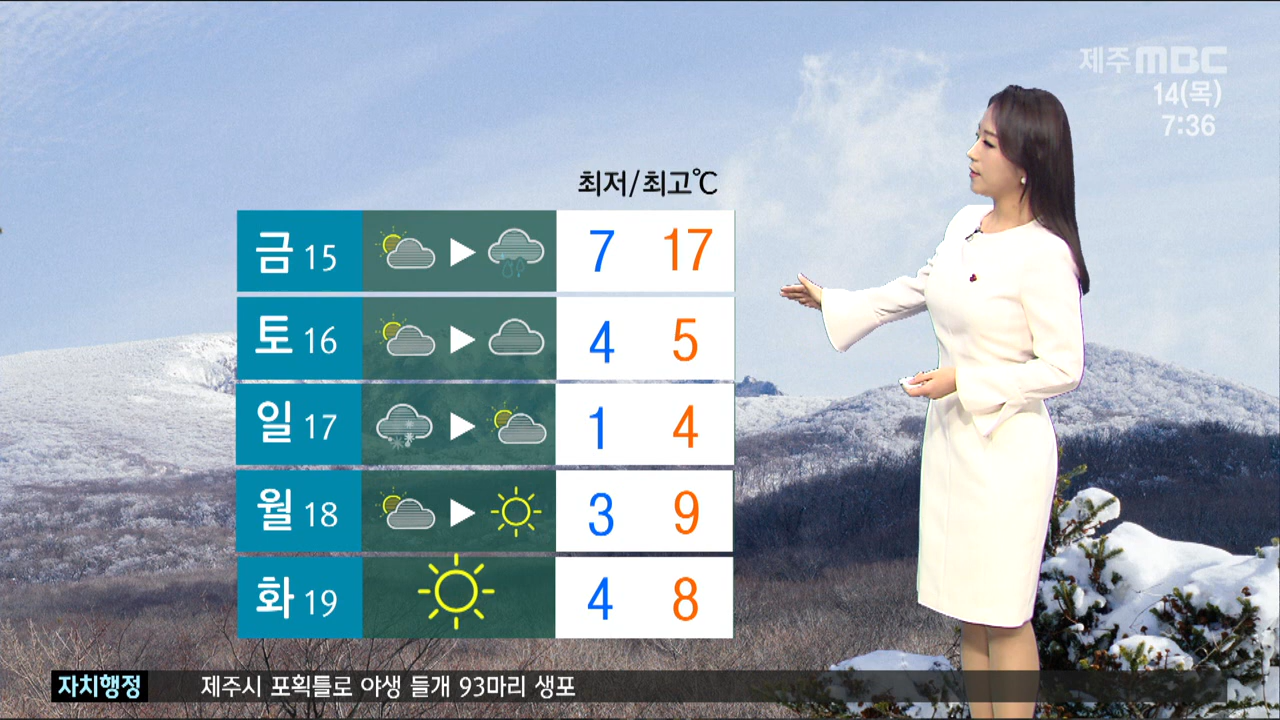 제주MBC
14(목)
7:36
최저/최고℃
금 15 7 17
토 16 4 5
일 17 1 4
월 18 3 9
화 19 4 8
자치행정 제주시 포획틀로 야생 들개 93마리 생포